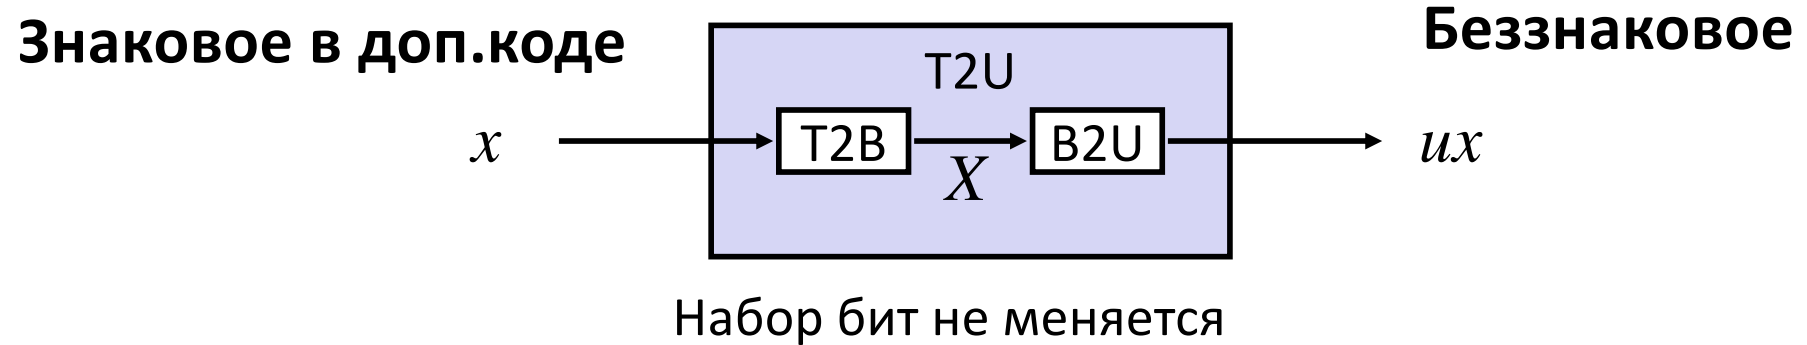 Знаковое в доп.коде
Беззнаковое
T2U
x
T2B
X
B2U
ux
Набор бит не меняется